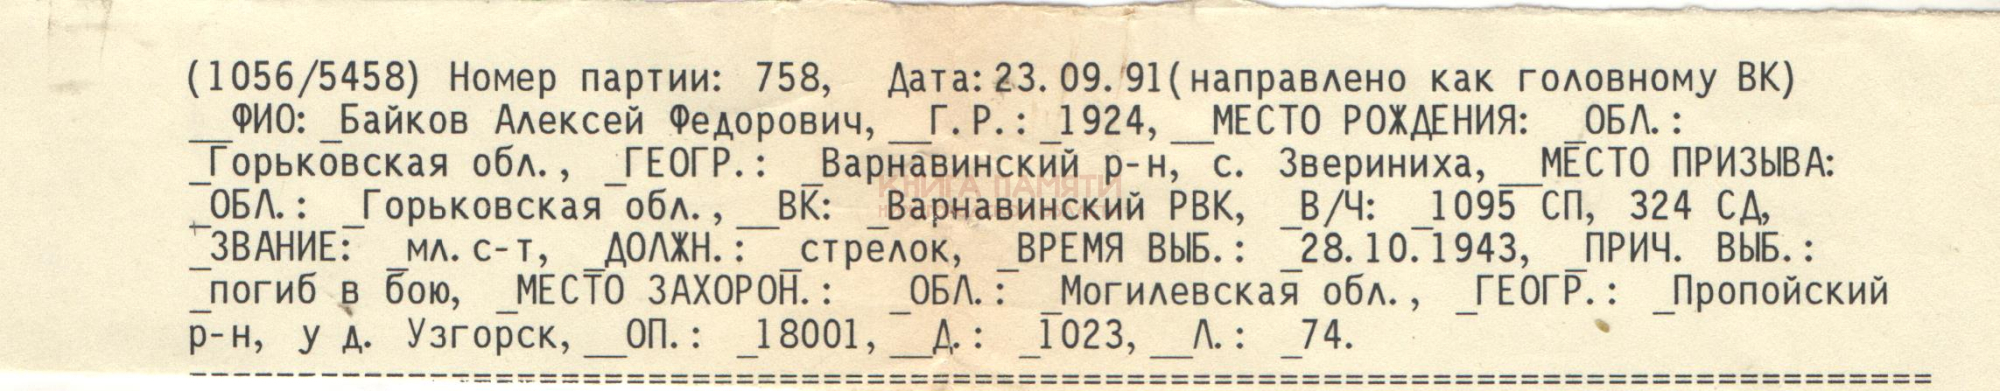 (1056/5458) Номер партии: 758, Дата: 23.09.91(направлено как головному ВК)
__ФИО: _Байков Алексей Федорович, __Г.Р.: _1924, __МЕСТО РОЖДЕНИЯ: _ОБЛ.:
_Горьковская обл., _ГЕОГР.: _Варнавинский р-н, с. Звериниха, __МЕСТО ПРИЗЫВА:
_ОБЛ.: _Горьковская обл., __ВК: _Варнавинский РВК, _В/Ч: _1095 СП, 324 СД,
_ЗВАНИЕ: _мл.с-т, _ДОЛЖН.: _стрелок, _ВРЕМЯ ВЫБ.: _28.10.1943, _ПРИЧ. ВЫБ.:
_погиб в бою, _МЕСТО ЗАХОРОН.: _ОБЛ.: _Могилевская обл., _ГЕОГР.: _Пропойский
р-н, у д. Узгорск, __ОП.: _18001, __Д.: _1023, __Л.: _74.
КНИГА ПАМЯТИ